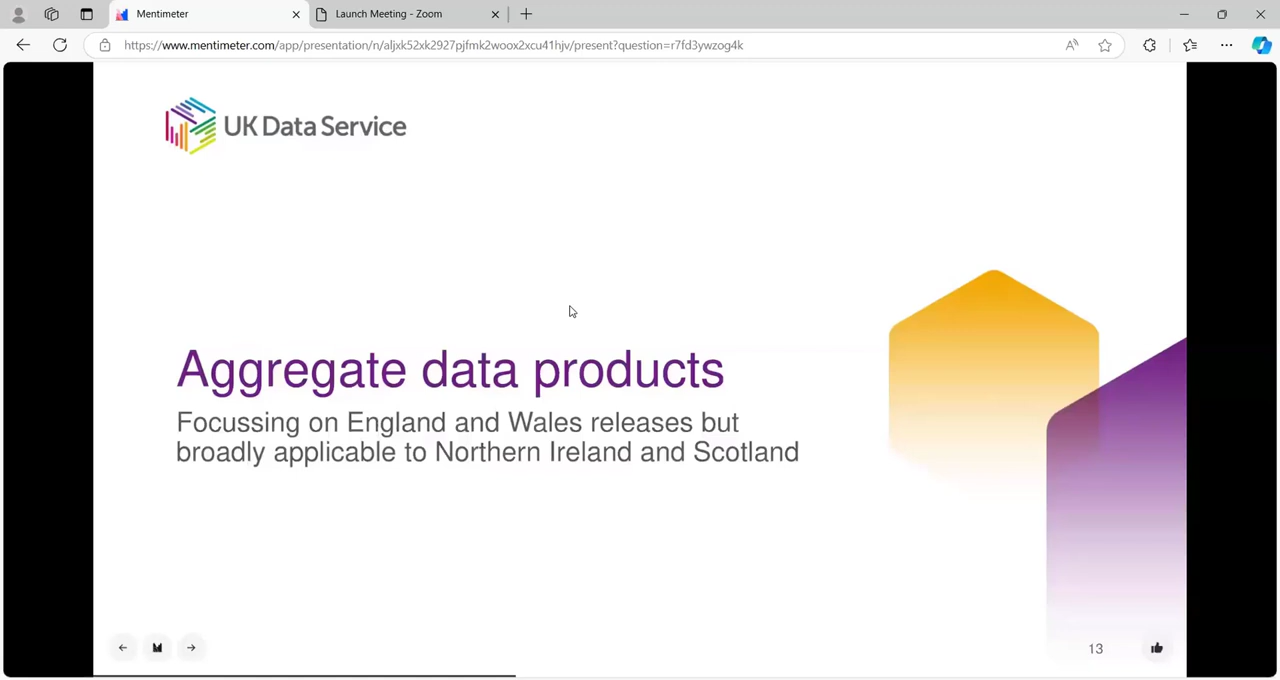 Mentimeter
Launch Meeting - Zoom
https://www.mentimeter.com/app/presentation/n/aljxk52xk2927pjfmk2woox2xcu41hjv/present?question=r7fd3ywzog4k
UK Data Service
Aggregate data products
Focussing on England and Wales releases but
broadly applicable to Northern Ireland and Scotland
13